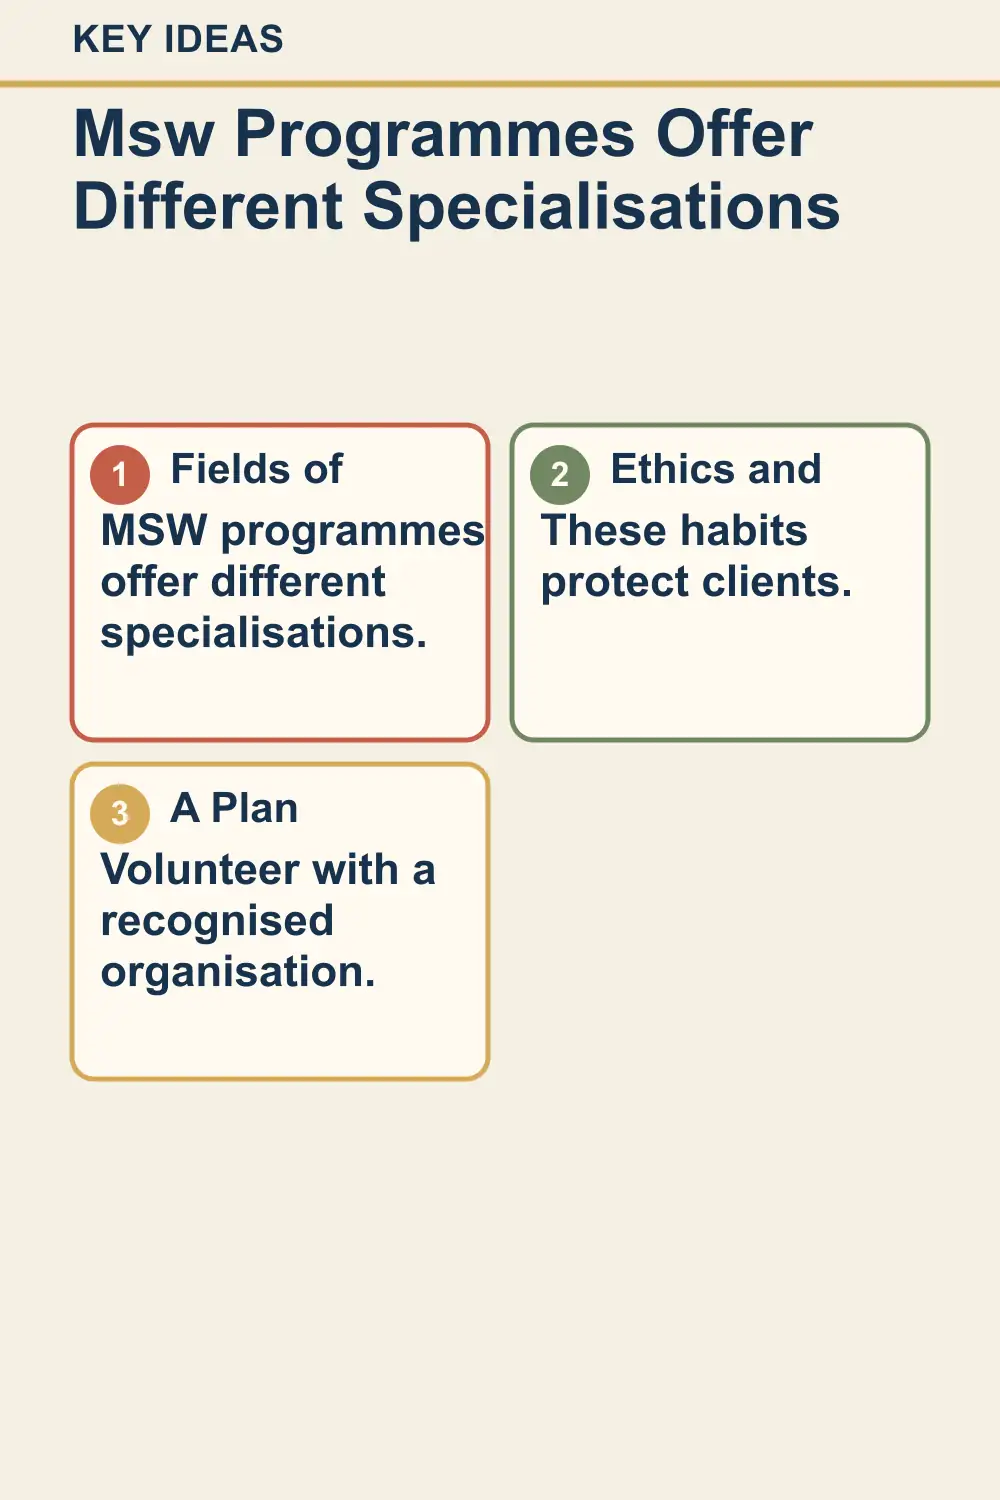 KEY IDEAS
Msw Programmes Offer
Different Specialisations
1 Fields of
MSW programmes
offer different
specialisations.
2 Ethics and
These habits
protect clients.
3 A Plan
Volunteer with a
recognised
organisation.